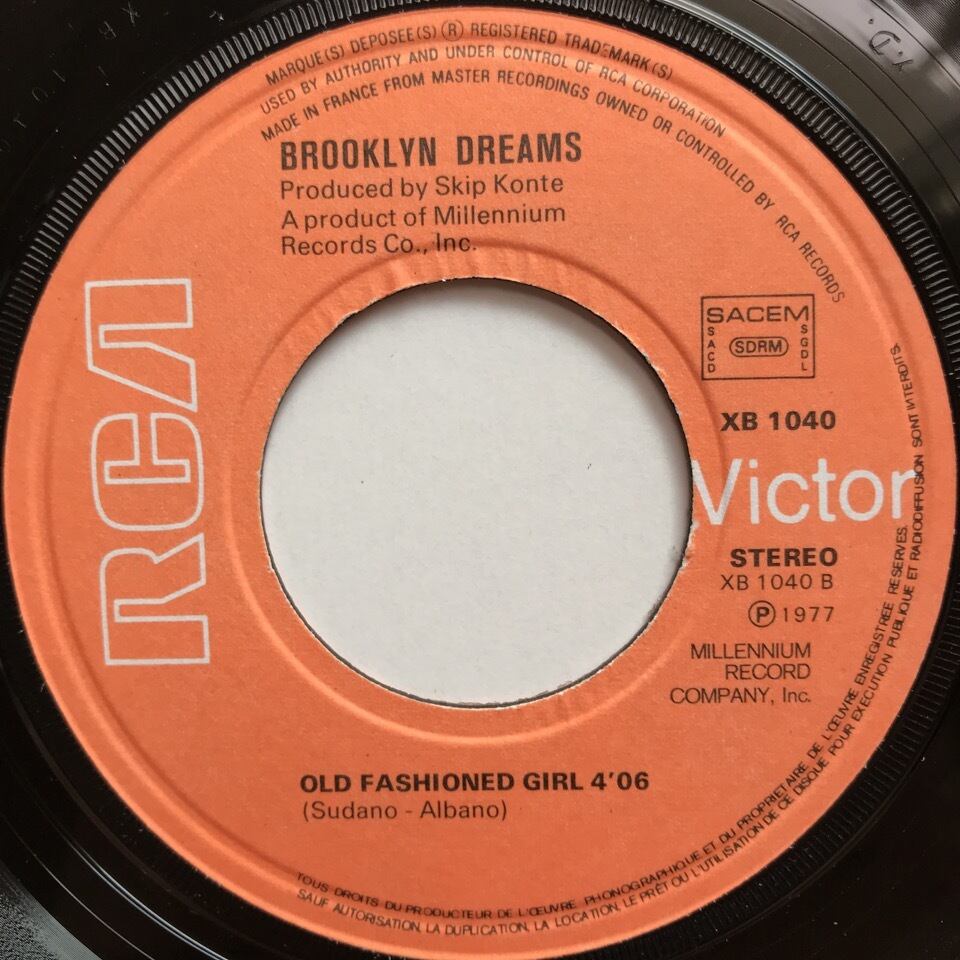 MARQUE(S) DEPOSEE(S) ® REGISTERED TRADEMARK(S)
USED BY AUTHORITY AND UNDER CONTROL OF RCA CORPORATION
MADE IN FRANCE FROM MASTER RECORDINGS OWNED OR CONTROLLED BY RCA RECORDS
BROOKLYN DREAMS
Produced by Skip Konte
A product of Millennium
Records Co., Inc.
RCA
SACEM
SACD
SDRM
SGDL
XB 1040
Victor
STEREO
XB 1040 B
Ⓟ 1977
MILLENNIUM
RECORD
COMPANY, Inc.
OLD FASHIONED GIRL 4'06
(Sudano - Albano)
TOUS DROITS DU PRODUCTEUR DE L'ŒUVRE PHONOGRAPHIQUE ET DU PROPRIETAIRE DE L'ŒUVRE ENREGISTREE RESERVES.
SAUF AUTORISATION, LA DUPLICATION, LA LOCATION, LE PRÊT OU L'UTILISATION DE CE DISQUE POUR EXECUTION PUBLIQUE ET RADIODIFFUSION SONT INTERDITS